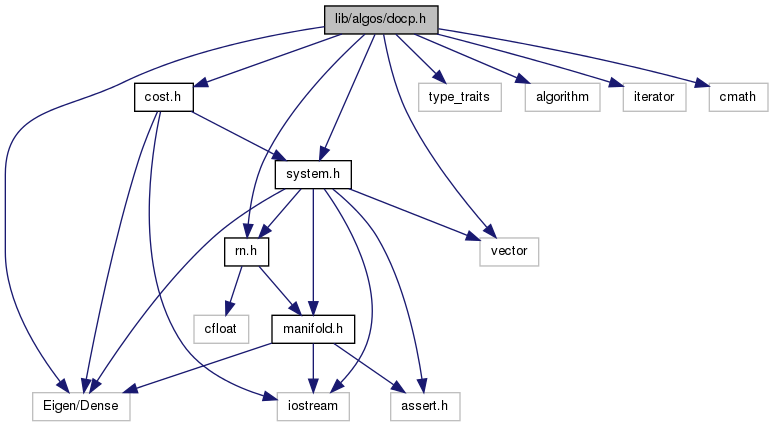 lib/algos/docp.h
cost.h
type_traits
algorithm
iterator
cmath
system.h
rn.h
vector
cfloat
manifold.h
Eigen/Dense
iostream
assert.h